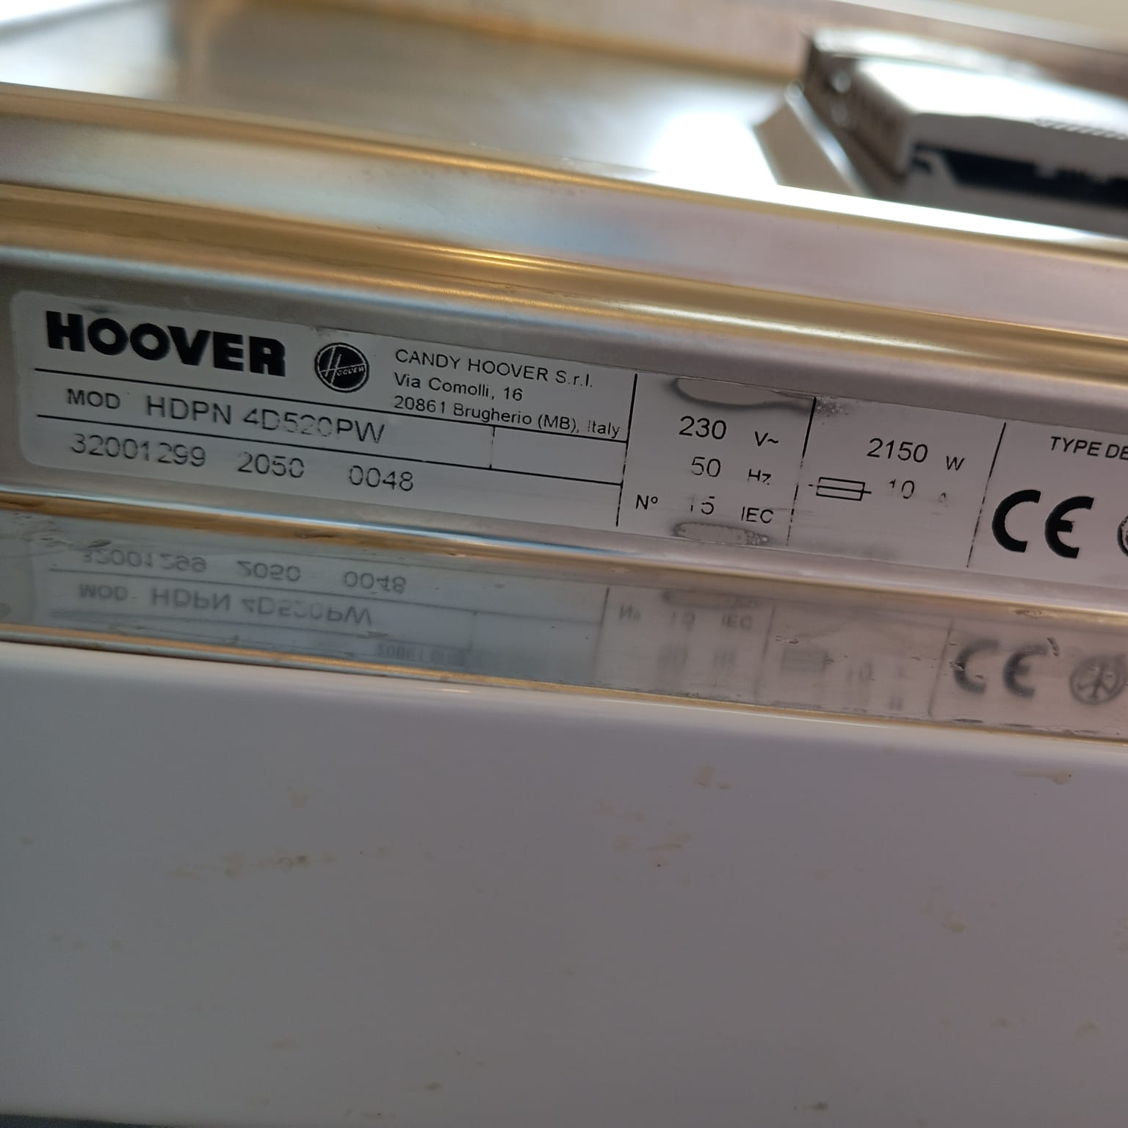 HOOVER
Hoover
CANDY HOOVER S.r.l.
Via Comolli, 16
20861 Brugherio (MB), Italy
MOD HDPN 4D520PW
32001299 2050 0048
230 V~
50 Hz
N° 15 IEC
2150 W
10 A
TYPE DE
CE